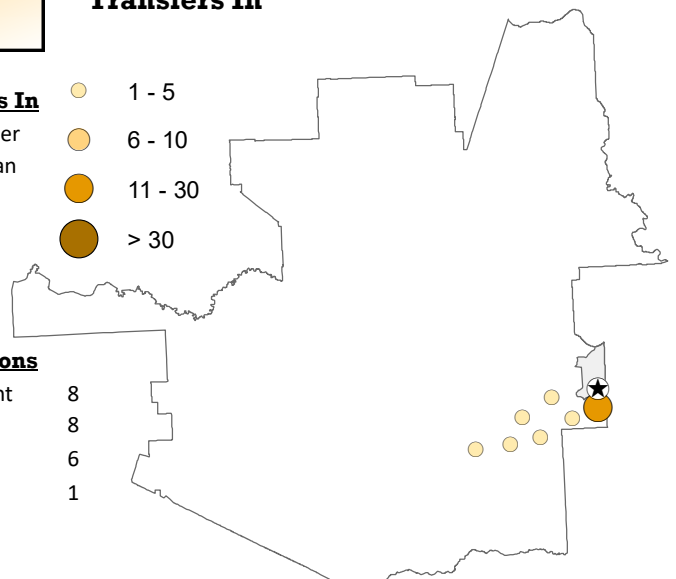 Transfers In
s In
1 - 5
er
6 - 10
an
11 - 30
> 30
ons
nt 8
8
6
1